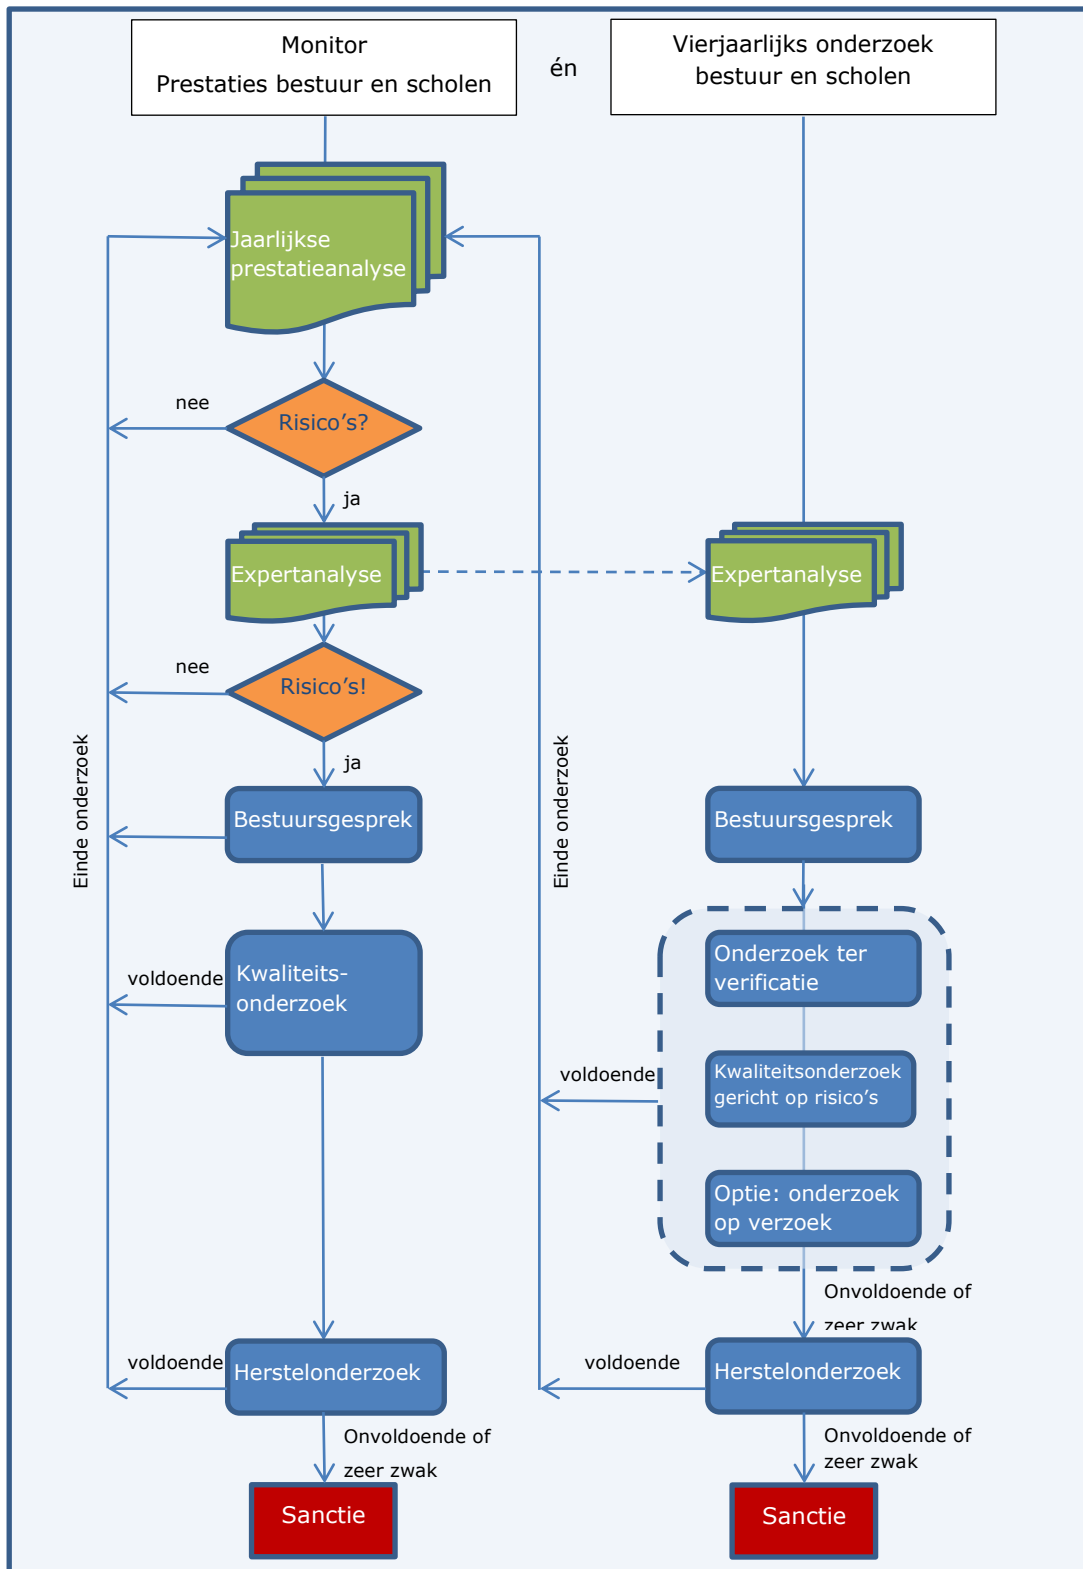 Monitor
Prestaties bestuur en scholen
én
Vierjaarlijks onderzoek
bestuur en scholen
Jaarlijkse
prestatieanalyse
nee
Risico's?
ja
Expertanalyse
Expertanalyse
nee
Risico's!
ja
Einde onderzoek
Einde onderzoek
Bestuursgesprek
Bestuursgesprek
voldoende
Kwaliteits-
onderzoek
Onderzoek ter
verificatie
voldoende
Kwaliteitsonderzoek
gericht op risico's
Optie: onderzoek
op verzoek
Onvoldoende of
zeer zwak
voldoende
Herstelonderzoek
voldoende
Herstelonderzoek
Onvoldoende of
zeer zwak
Onvoldoende of
zeer zwak
Sanctie
Sanctie